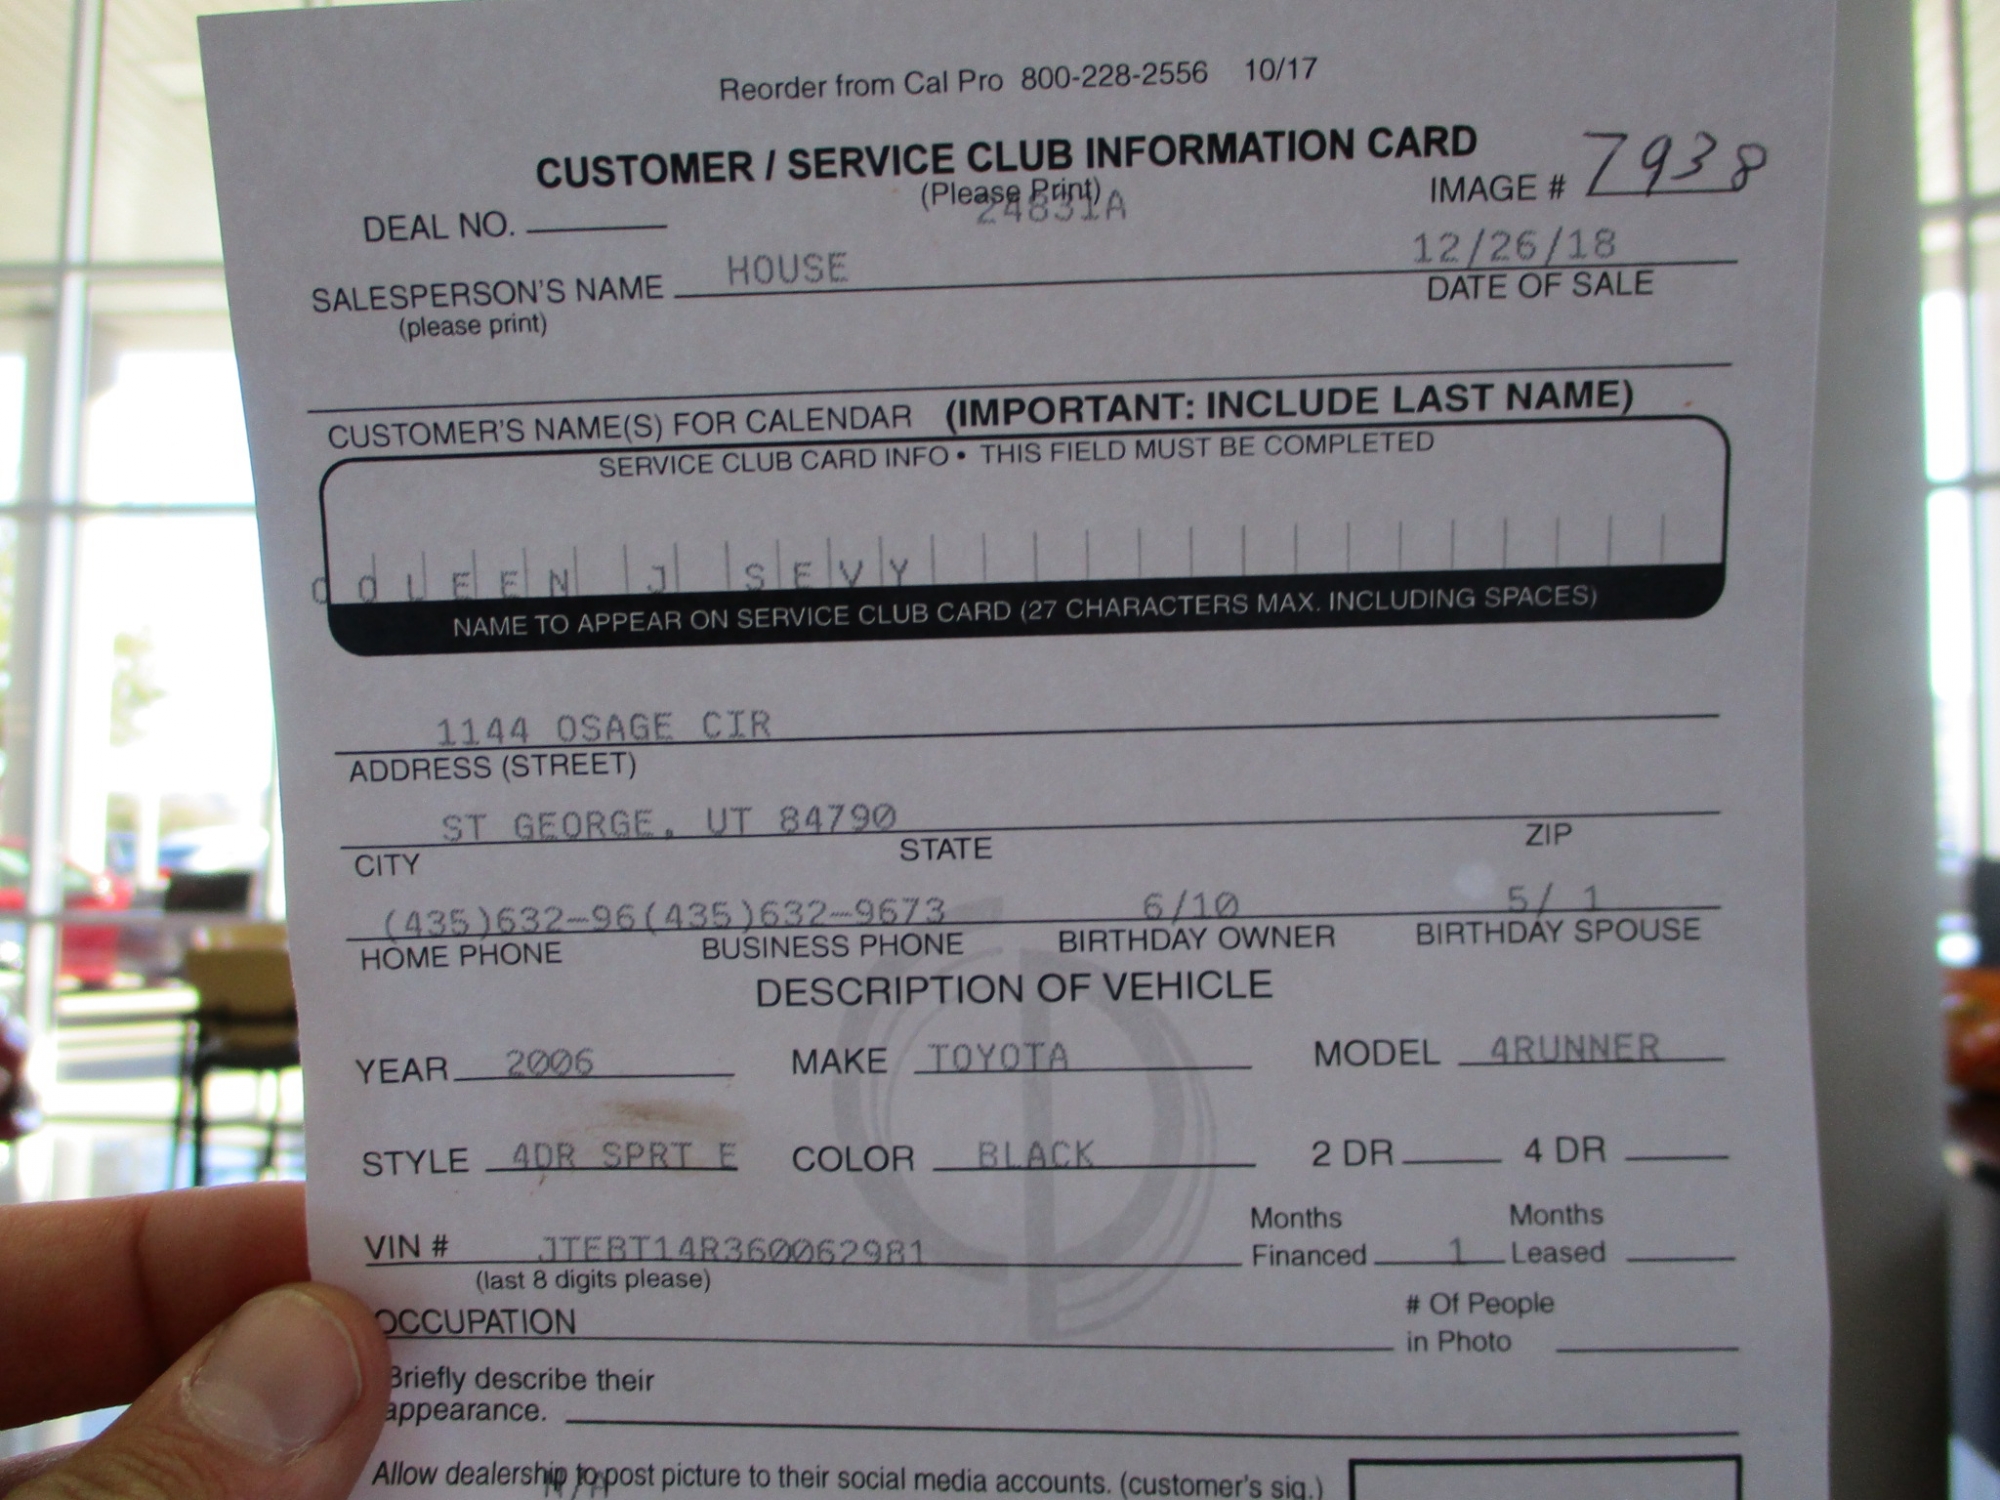 Reorder from Cal Pro 800-228-2556 10/17
CUSTOMER / SERVICE CLUB INFORMATION CARD
(Please Print)
IMAGE # 7938
24831A
DEAL NO.
HOUSE
12/26/18
SALESPERSON'S NAME
DATE OF SALE
(please print)
CUSTOMER'S NAME(S) FOR CALENDAR (IMPORTANT: INCLUDE LAST NAME)
SERVICE CLUB CARD INFO • THIS FIELD MUST BE COMPLETED
COLEEN J SEVY
NAME TO APPEAR ON SERVICE CLUB CARD (27 CHARACTERS MAX. INCLUDING SPACES)
1144 OSAGE CIR
ADDRESS (STREET)
ST GEORGE, UT 84790
CITY STATE ZIP
(435)632-96(435)632-9673 6/10 5/ 1
HOME PHONE BUSINESS PHONE BIRTHDAY OWNER BIRTHDAY SPOUSE
DESCRIPTION OF VEHICLE
YEAR 2006 MAKE TOYOTA MODEL 4RUNNER
STYLE 4DR SPRT E COLOR BLACK 2 DR 4 DR
Months Months
VIN # JTEBT14R360062981 Financed 1 Leased
(last 8 digits please)
# Of People
OCCUPATION
in Photo
Briefly describe their
appearance.
Allow dealership to post picture to their social media accounts. (customer's sig.)